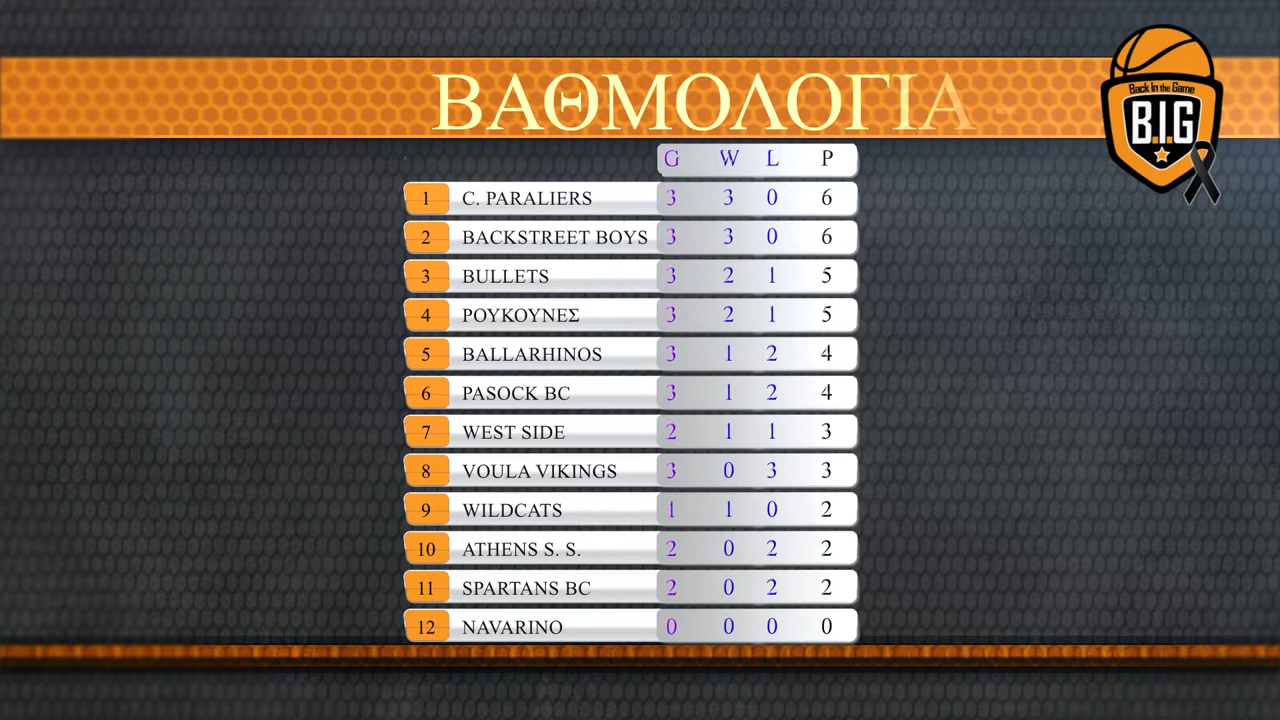 ΒΑΘΜΟΛΟΓΙΑ -
Back In the Game
B.I.G
G W L P
1 C. PARALIERS 3 3 0 6
2 BACKSTREET BOYS 3 3 0 6
3 BULLETS 3 2 1 5
4 ΡΟΥΚΟΥΝΕΣ 3 2 1 5
5 BALLARHINOS 3 1 2 4
6 PASOCK BC 3 1 2 4
7 WEST SIDE 2 1 1 3
8 VOULA VIKINGS 3 0 3 3
9 WILDCATS 1 1 0 2
10 ATHENS S. S. 2 0 2 2
11 SPARTANS BC 2 0 2 2
12 NAVARINO 0 0 0 0